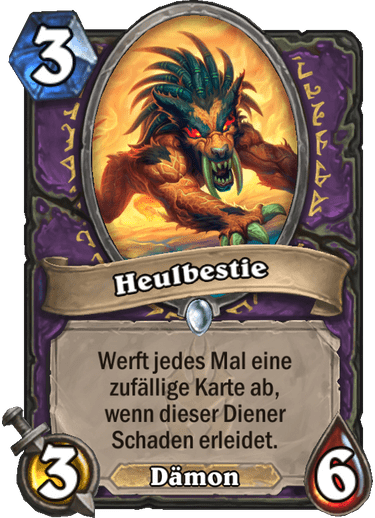 3
Heulbestie
Werft jedes Mal eine
zufällige Karte ab,
wenn dieser Diener
Schaden erleidet.
3
Dämon
6